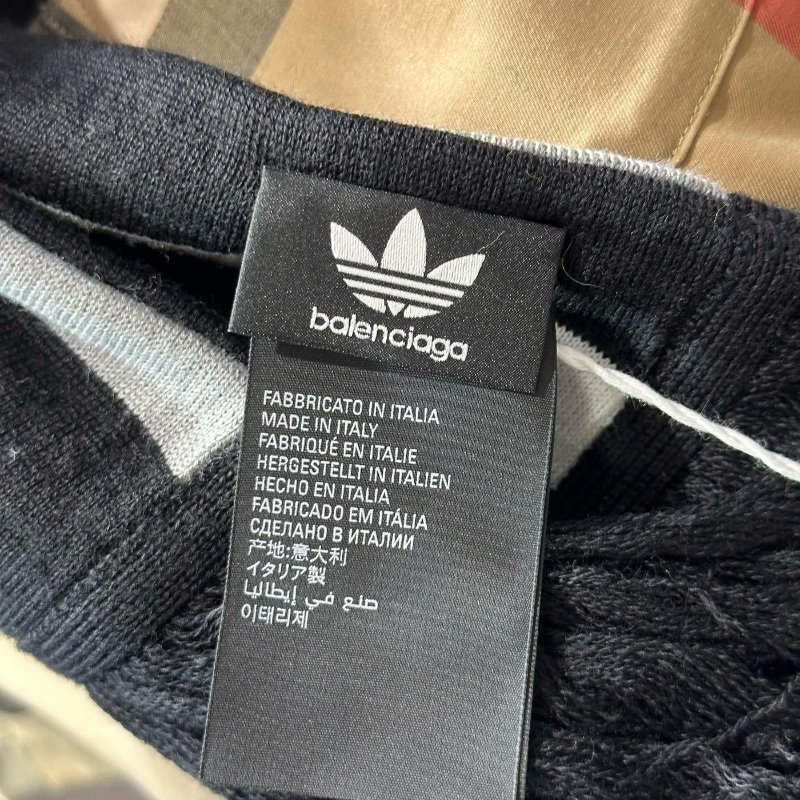 balenciaga
FABBRICATO IN ITALIA
MADE IN ITALY
FABRIQUÉ EN ITALIE
HERGESTELLT IN ITALIEN
HECHO EN ITALIA
FABRICADO EM ITÁLIA
СДЕЛАНО В ИТАЛИИ
产地:意大利
イタリア製
صنع في إيطاليا
이태리제